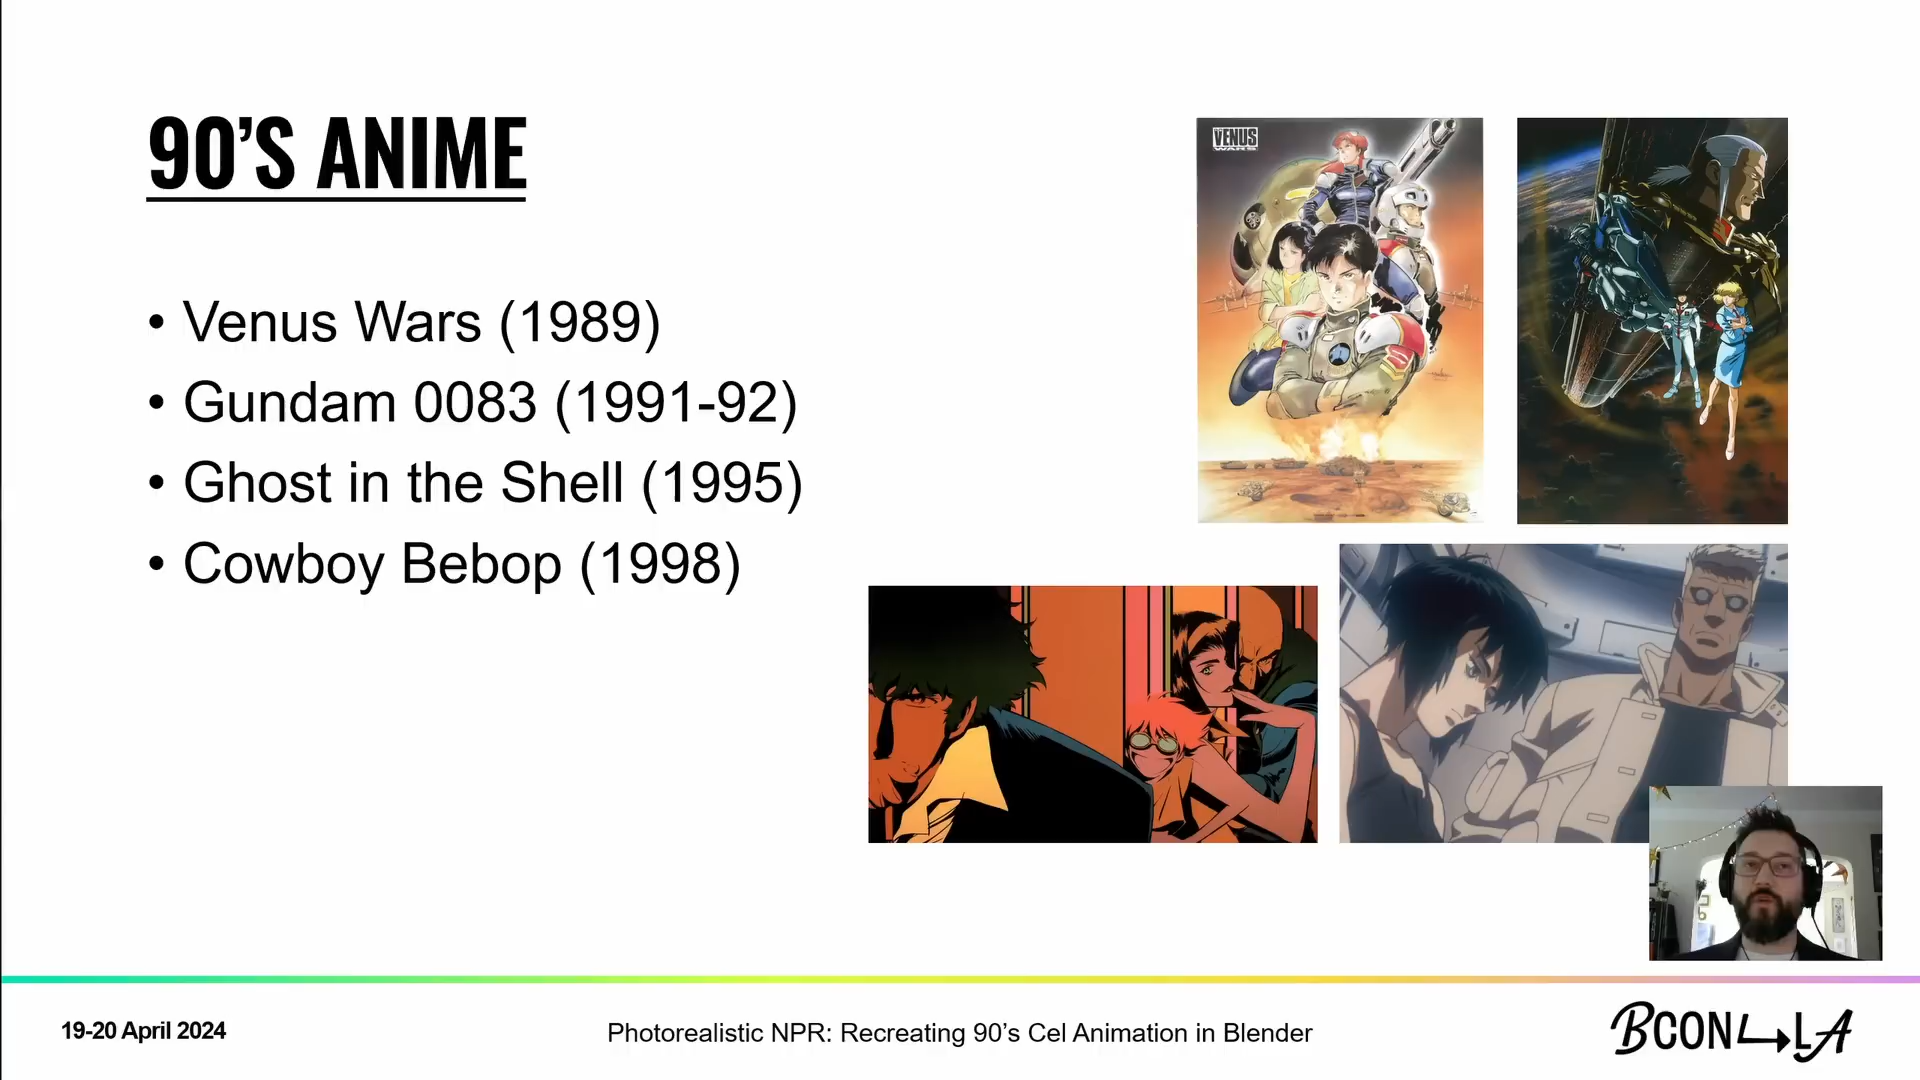 90'S ANIME
• Venus Wars (1989)
• Gundam 0083 (1991-92)
• Ghost in the Shell (1995)
• Cowboy Bebop (1998)
VENUS
WARS
19-20 April 2024
Photorealistic NPR: Recreating 90's Cel Animation in Blender
BCON LA